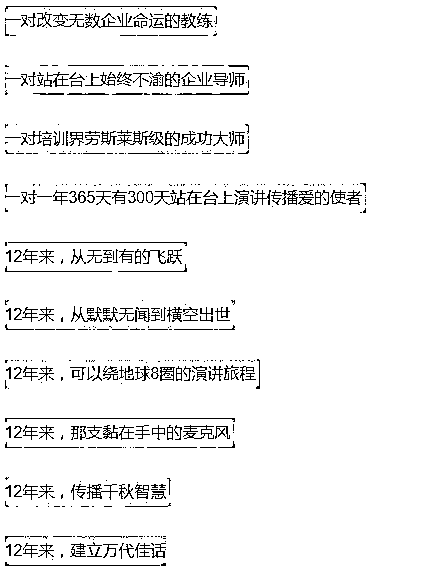 一对改变无数企业命运的教练
一对站在台上始终不渝的企业导师
一对培训界劳斯莱斯级的成功大师
一对一年365天有300天站在台上演讲传播爱的使者
12年来，从无到有的飞跃
12年来，从默默无闻到横空出世
12年来，可以绕地球8圈的演讲旅程
12年来，那支黏在手中的麦克风
12年来，传播千秋智慧
12年来，建立万代佳话